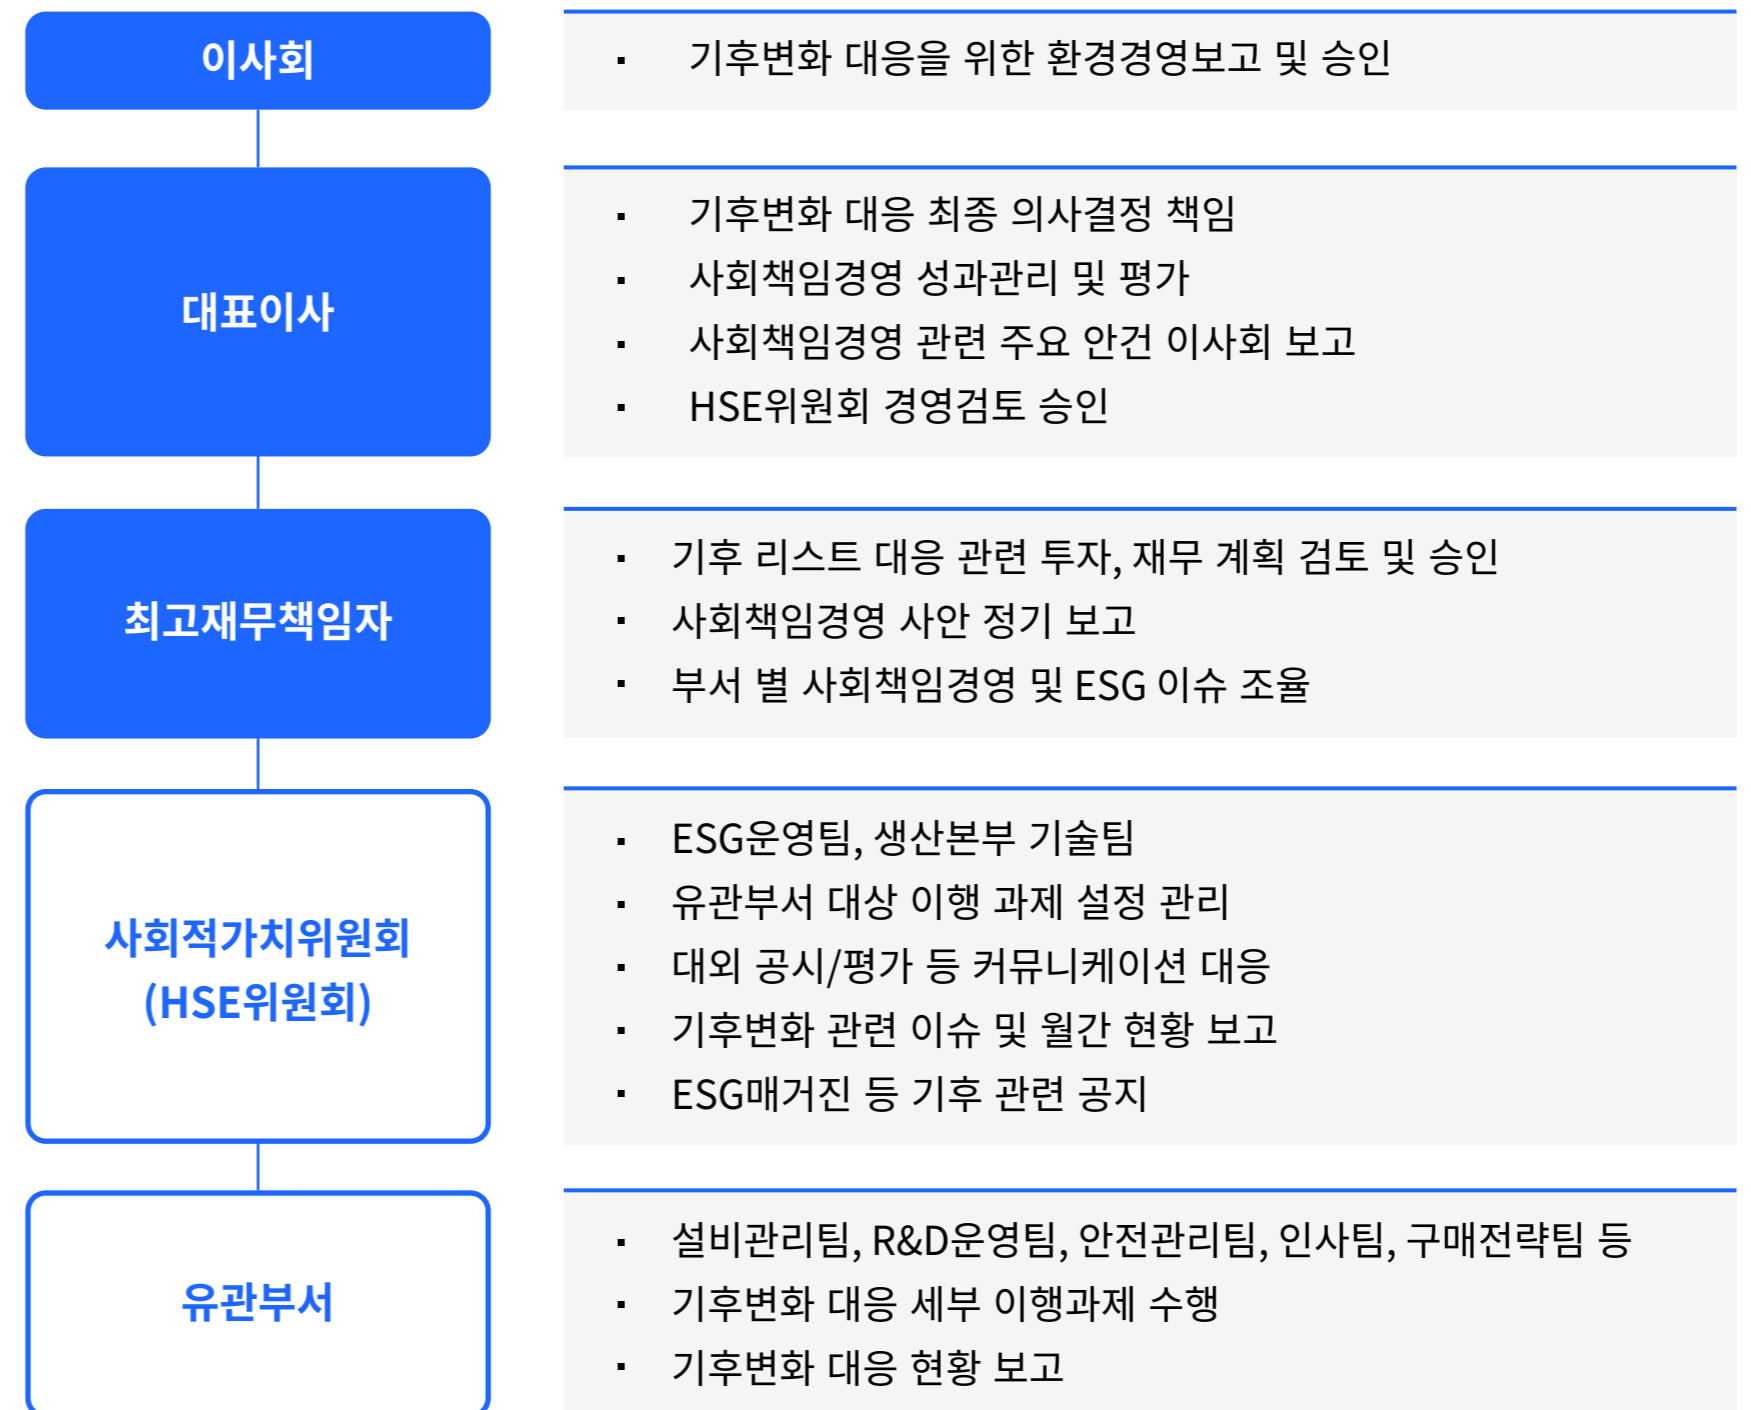 이사회
▪ 기후변화 대응을 위한 환경경영보고 및 승인
대표이사
▪ 기후변화 대응 최종 의사결정 책임
▪ 사회책임경영 성과관리 및 평가
▪ 사회책임경영 관련 주요 안건 이사회 보고
▪ HSE위원회 경영검토 승인
최고재무책임자
▪ 기후 리스트 대응 관련 투자, 재무 계획 검토 및 승인
▪ 사회책임경영 사안 정기 보고
▪ 부서 별 사회책임경영 및 ESG 이슈 조율
사회적가치위원회
(HSE위원회)
▪ ESG운영팀, 생산본부 기술팀
▪ 유관부서 대상 이행 과제 설정 관리
▪ 대외 공시/평가 등 커뮤니케이션 대응
▪ 기후변화 관련 이슈 및 월간 현황 보고
▪ ESG매거진 등 기후 관련 공지
유관부서
▪ 설비관리팀, R&D운영팀, 안전관리팀, 인사팀, 구매전략팀 등
▪ 기후변화 대응 세부 이행과제 수행
▪ 기후변화 대응 현황 보고